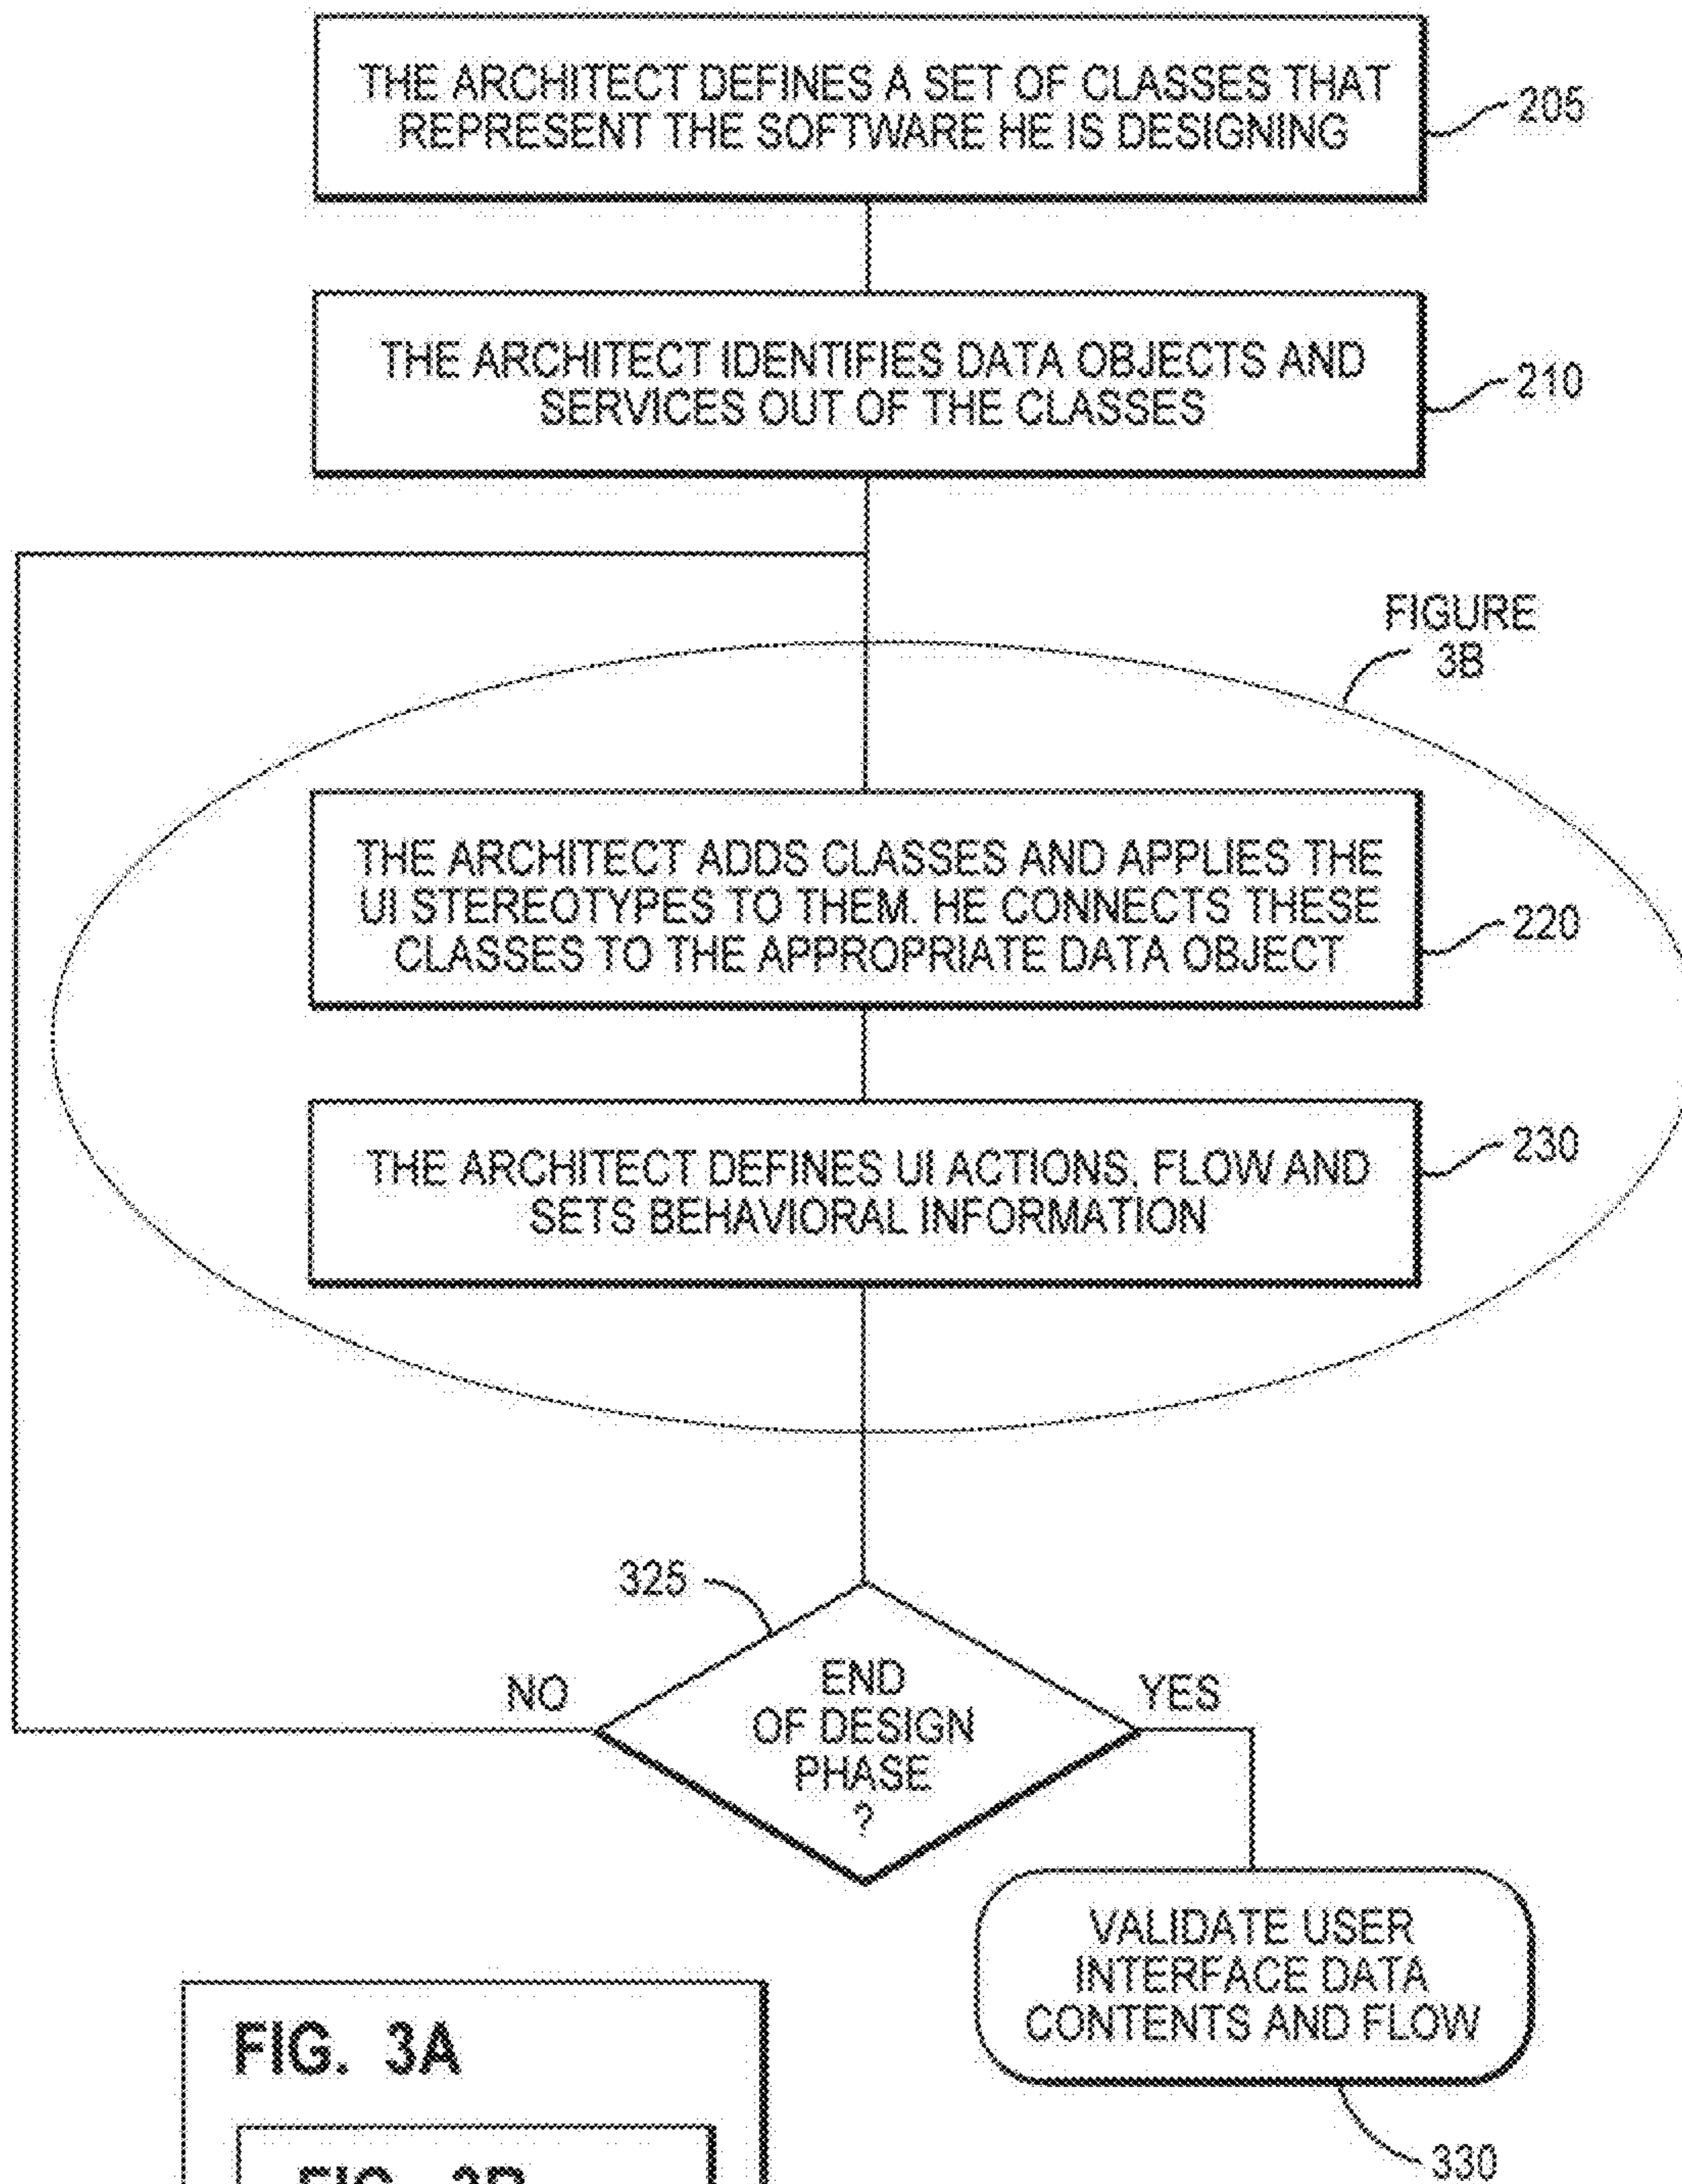 THE ARCHITECT DEFINES A SET OF CLASSES THAT
REPRESENT THE SOFTWARE HE IS DESIGNING
205
THE ARCHITECT IDENTIFIES DATA OBJECTS AND
SERVICES OUT OF THE CLASSES
210
FIGURE
3B
THE ARCHITECT ADDS CLASSES AND APPLIES THE
UI STEREOTYPES TO THEM. HE CONNECTS THESE
CLASSES TO THE APPROPRIATE DATA OBJECT
220
THE ARCHITECT DEFINES UI ACTIONS, FLOW AND
SETS BEHAVIORAL INFORMATION
230
325
NO
END
OF DESIGN
PHASE
?
YES
VALIDATE USER
INTERFACE DATA
CONTENTS AND FLOW
330
FIG. 3A